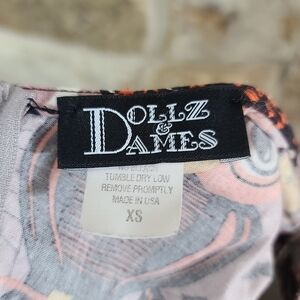 DOLLZ
&
DAMES
TUMBLE DRY LOW
REMOVE PROMPTLY
MADE IN USA
XS